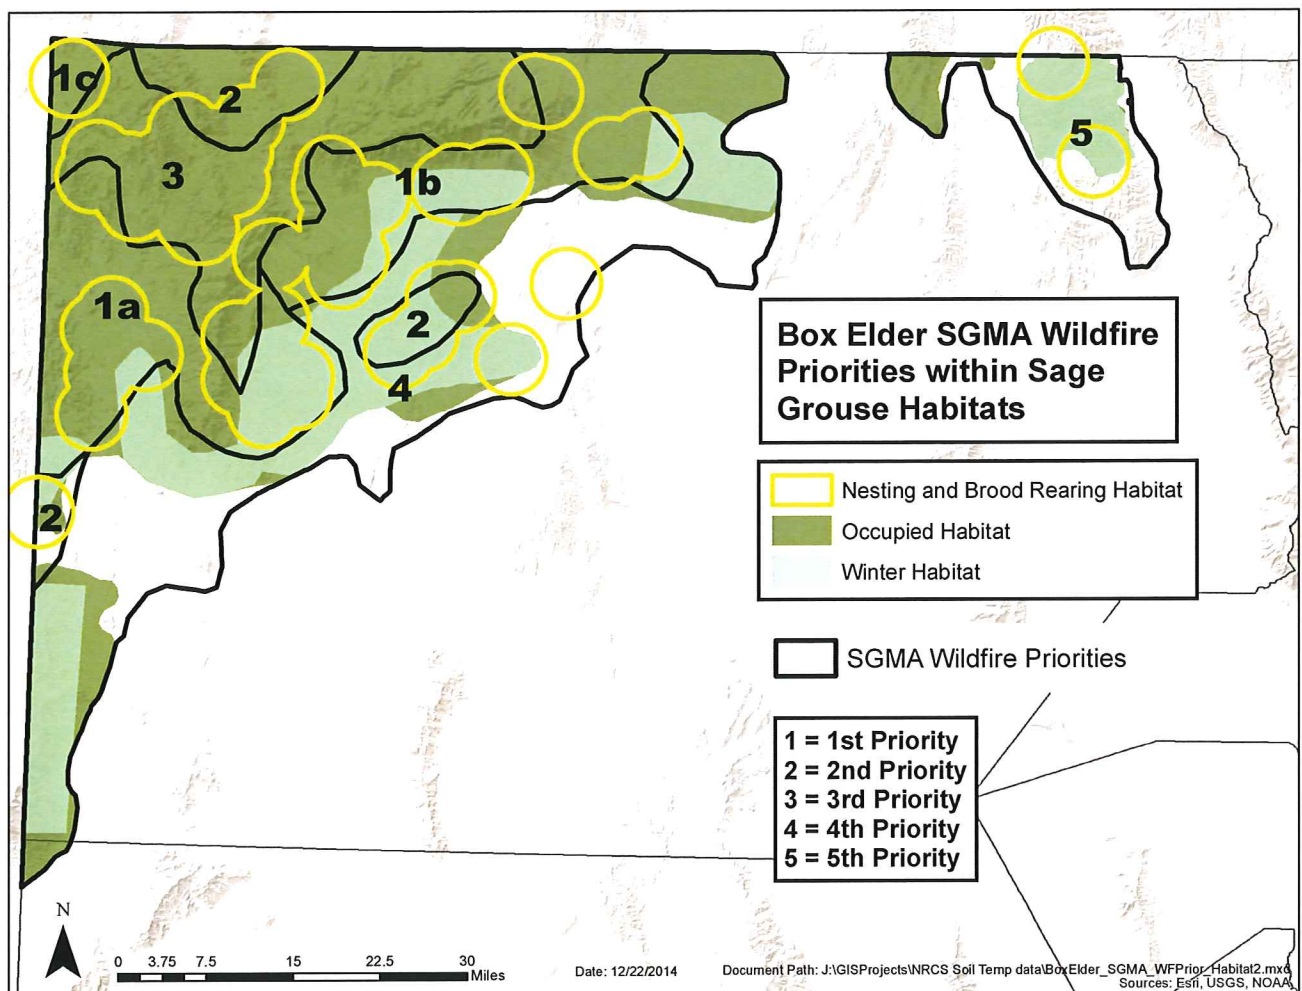 1c
2
3
1b
5
1a
2
4
2
Box Elder SGMA Wildfire
Priorities within Sage
Grouse Habitats
Nesting and Brood Rearing Habitat
Occupied Habitat
Winter Habitat
SGMA Wildfire Priorities
1 = 1st Priority
2 = 2nd Priority
3 = 3rd Priority
4 = 4th Priority
5 = 5th Priority
N
0 3.75 7.5 15 22.5 30
Miles
Date: 12/22/2014
Document Path: J:\GISProjects\NRCS Soil Temp data\BoxElder_SGMA_WFPrior_Habitat2.mxd
Sources: Esri, USGS, NOAA